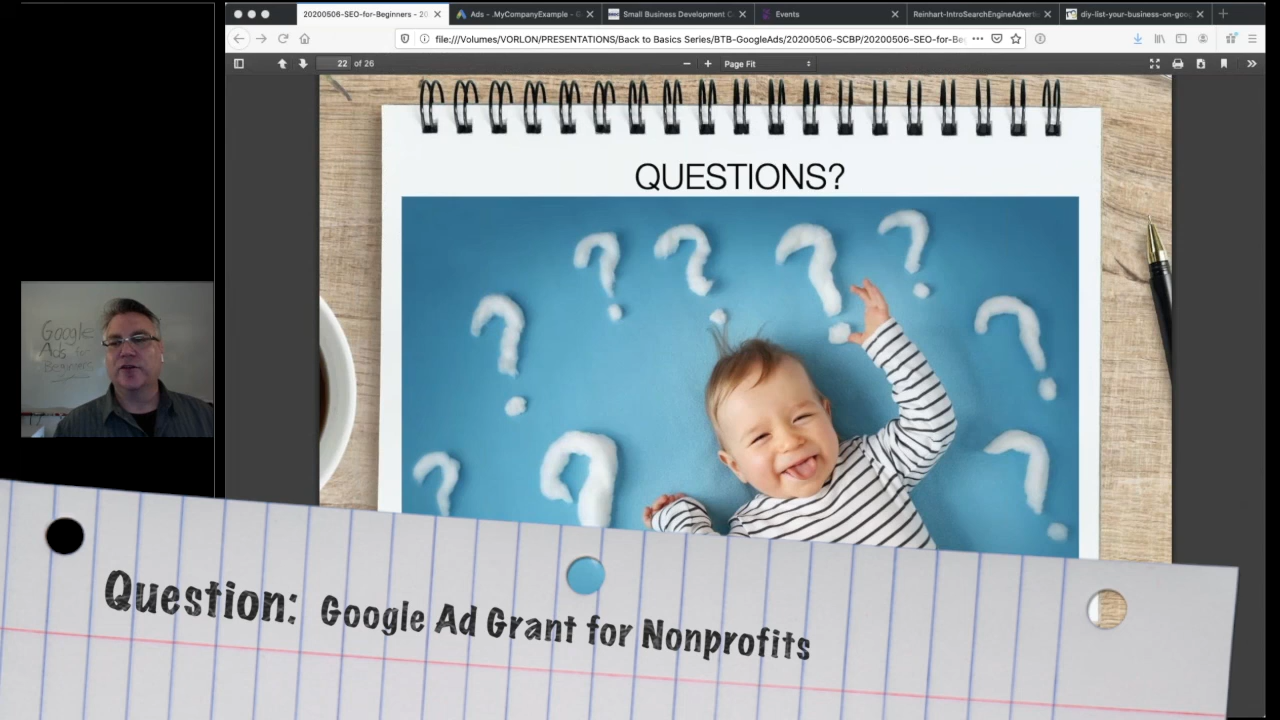 20200506-SEO-for-Beginners - 20
Ads - .MyCompanyExample - G
Small Business Development C
Events
Reinhart-IntroSearchEngineAdverti
diy-list-your-business-on-goog
file:///Volumes/VORLON/PRESENTATIONS/Back to Basics Series/BTB-GoogleAds/20200506-SCBP/20200506-SEO-for-Be
22 of 26
Page Fit
QUESTIONS?
Google
Ads for
Beginners
Question: Google Ad Grant for Nonprofits